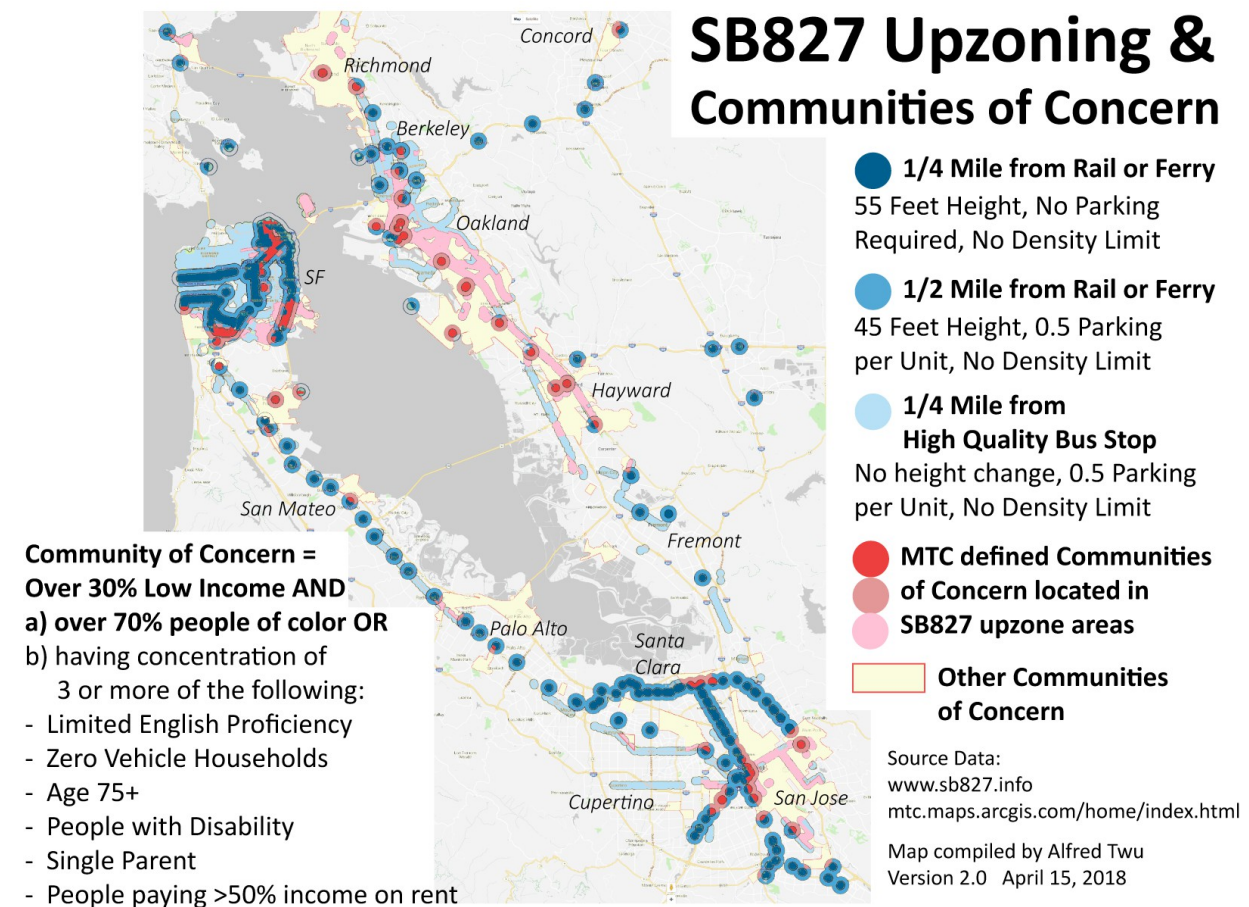 SB827 Upzoning &
Communities of Concern
1/4 Mile from Rail or Ferry
55 Feet Height, No Parking
Required, No Density Limit
1/2 Mile from Rail or Ferry
45 Feet Height, 0.5 Parking
per Unit, No Density Limit
1/4 Mile from
High Quality Bus Stop
No height change, 0.5 Parking
per Unit, No Density Limit
MTC defined Communities
of Concern located in
SB827 upzone areas
Other Communities
of Concern
Source Data:
www.sb827.info
mtc.maps.arcgis.com/home/index.html
Map compiled by Alfred Twu
Version 2.0 April 15, 2018
Concord
Richmond
Berkeley
Oakland
SF
Hayward
San Mateo
Fremont
Palo Alto
Santa
Clara
Cupertino
San Jose
Community of Concern =
Over 30% Low Income AND
a) over 70% people of color OR
b) having concentration of
3 or more of the following:
- Limited English Proficiency
- Zero Vehicle Households
- Age 75+
- People with Disability
- Single Parent
- People paying >50% income on rent